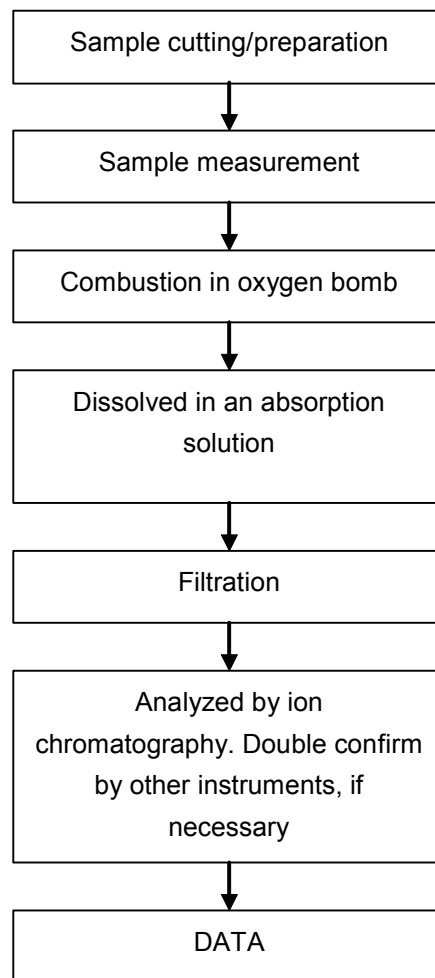 Sample cutting/preparation
Sample measurement
Combustion in oxygen bomb
Dissolved in an absorption
solution
Filtration
Analyzed by ion
chromatography. Double confirm
by other instruments, if
necessary
DATA